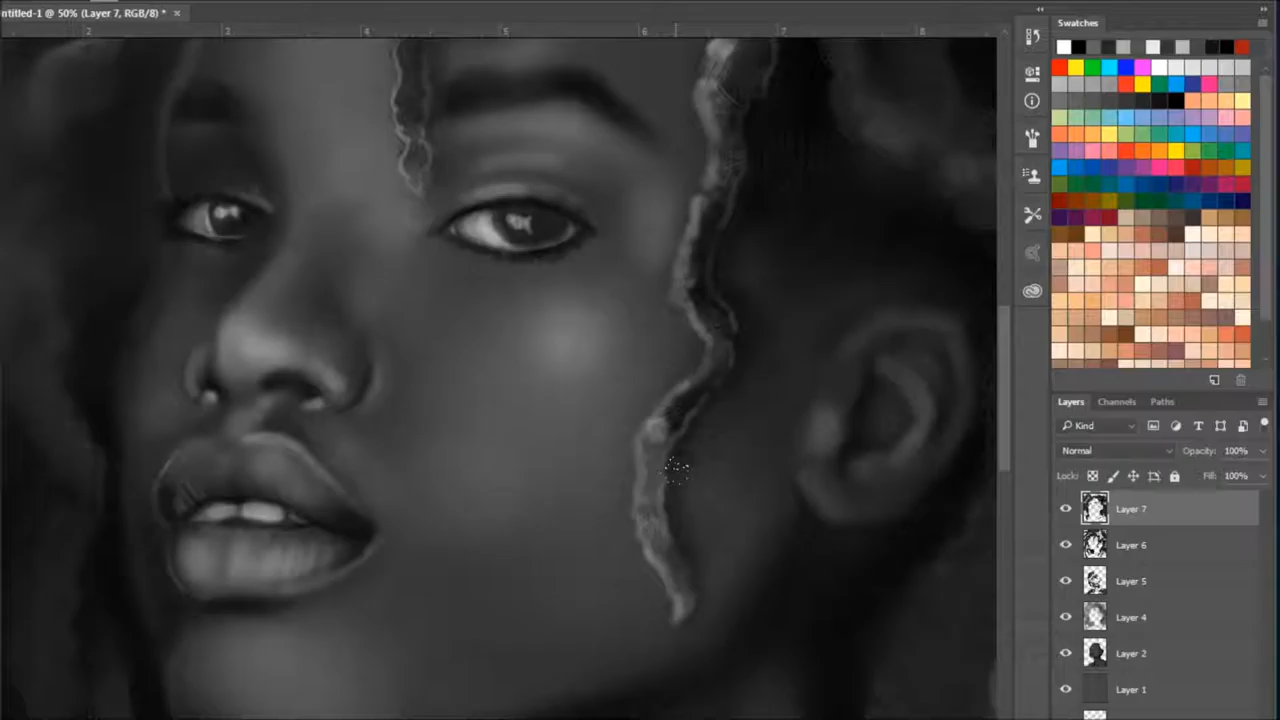 ntitled-1 @ 50% (Layer 7, RGB/8) * ×
2 3 4 5 6 7 8
Swatches
Layers Channels Paths
Kind
Normal Opacity: 100%
Lock: Fill: 100%
Layer 7
Layer 6
Layer 5
Layer 4
Layer 2
Layer 1